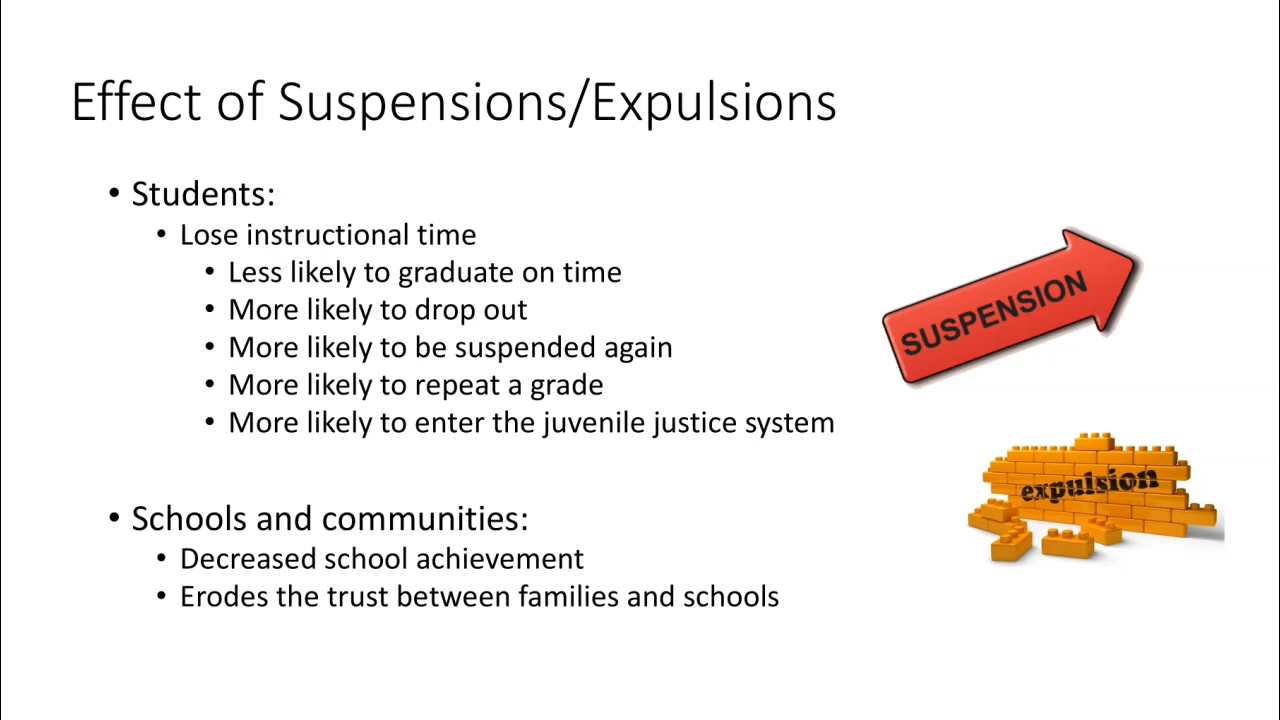 Effect of Suspensions/Expulsions
• Students:
• Lose instructional time
• Less likely to graduate on time
• More likely to drop out
• More likely to be suspended again
• More likely to repeat a grade
• More likely to enter the juvenile justice system
• Schools and communities:
• Decreased school achievement
• Erodes the trust between families and schools
SUSPENSION
expulsion